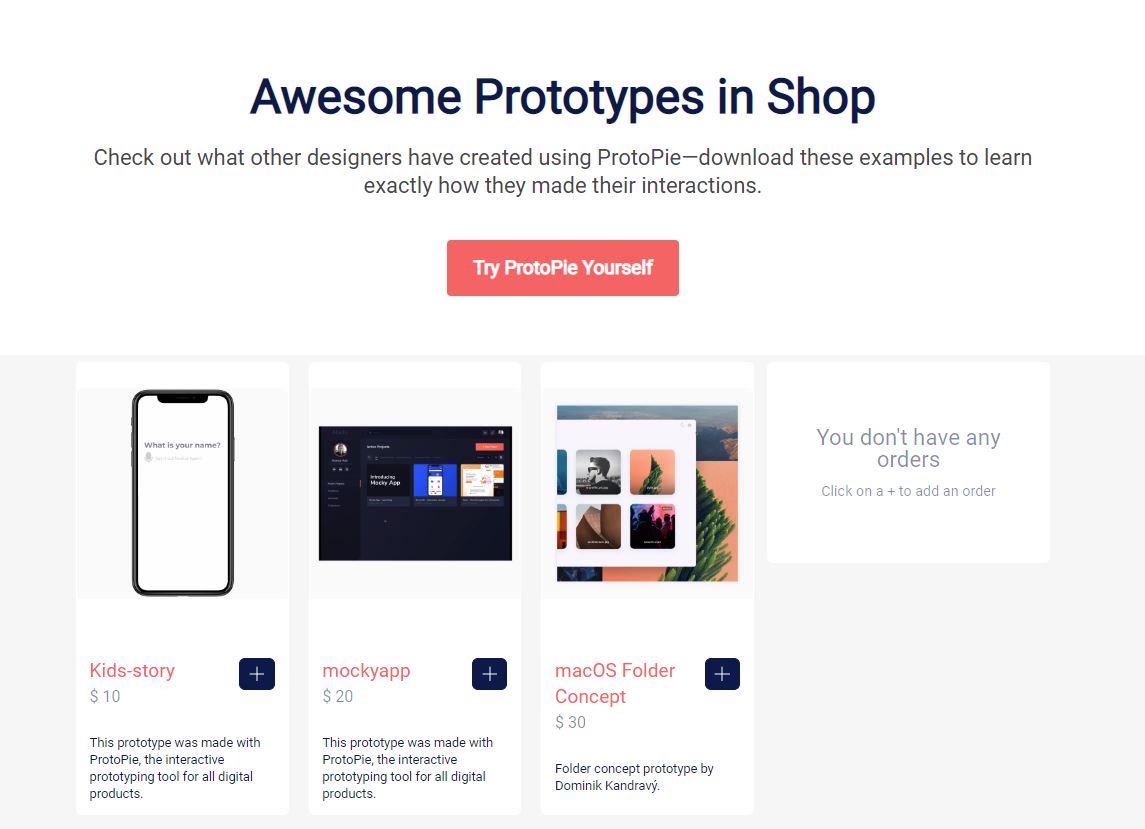 Awesome Prototypes in Shop
Check out what other designers have created using ProtoPie—download these examples to learn
exactly how they made their interactions.
Try ProtoPie Yourself
What is your name?
Active Projects
Introducing
Mocky App
Kids-story
$ 10
This prototype was made with
ProtoPie, the interactive
prototyping tool for all digital
products.
mockyapp
$ 20
This prototype was made with
ProtoPie, the interactive
prototyping tool for all digital
products.
macOS Folder
Concept
$ 30
Folder concept prototype by
Dominik Kandravý.
You don't have any
orders
Click on a + to add an order